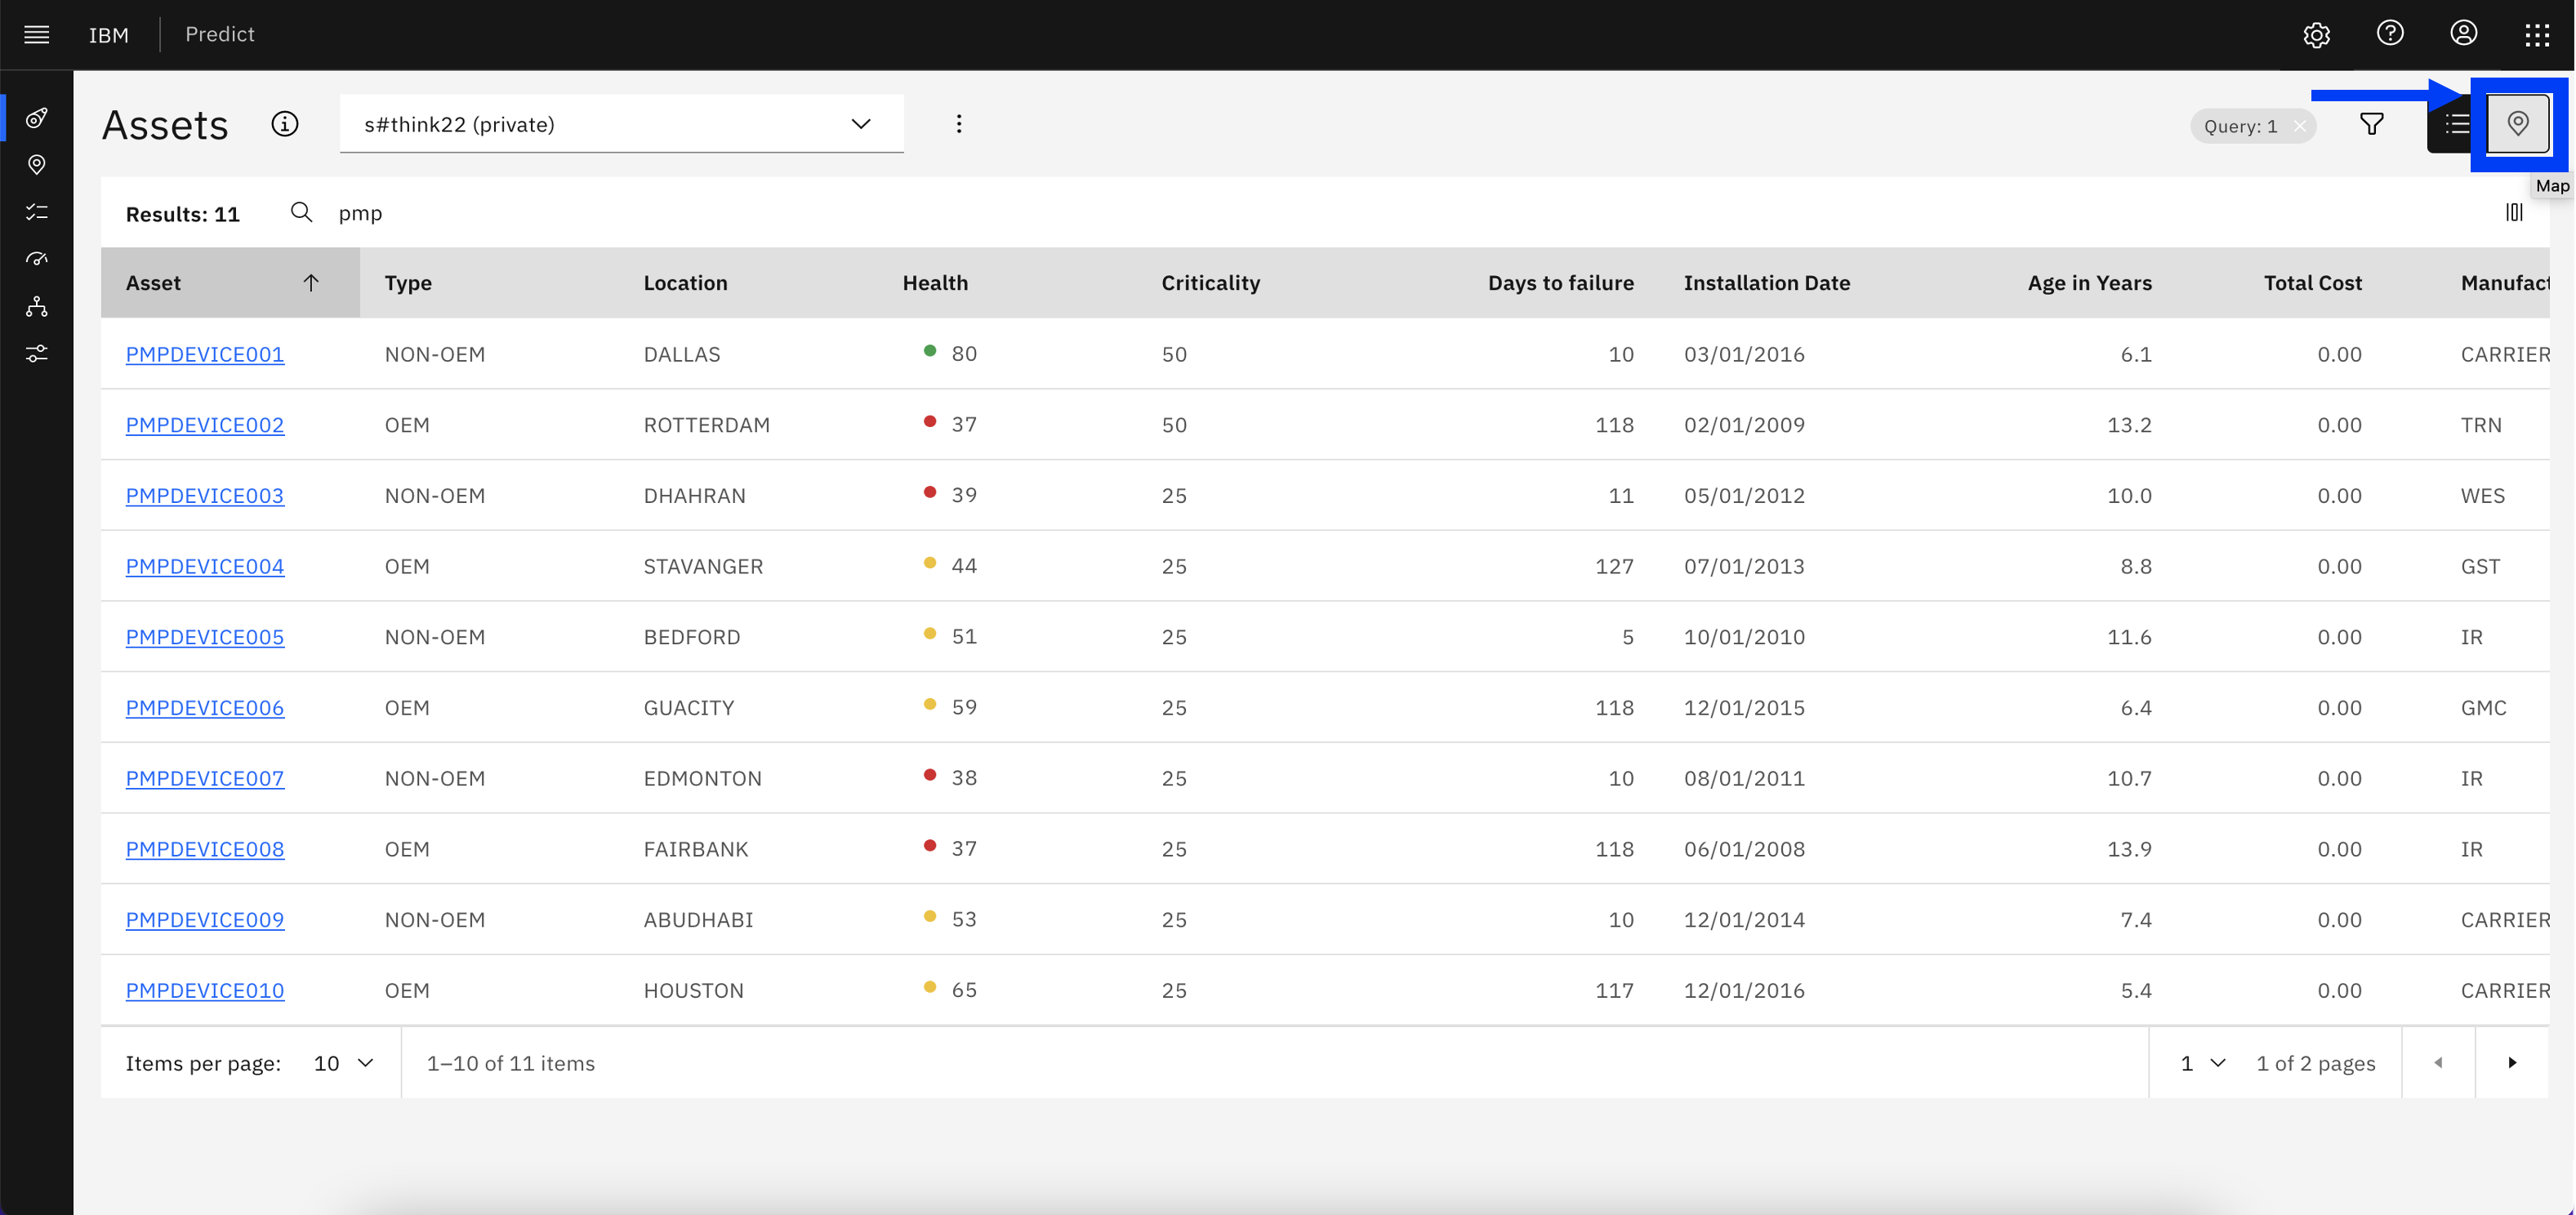 IBM Predict
Assets s#think22 (private) Query: 1
Map
Results: 11 pmp
Asset Type Location Health Criticality Days to failure Installation Date Age in Years Total Cost Manufact
PMPDEVICE001 NON-OEM DALLAS 80 50 10 03/01/2016 6.1 0.00 CARRIER
PMPDEVICE002 OEM ROTTERDAM 37 50 118 02/01/2009 13.2 0.00 TRN
PMPDEVICE003 NON-OEM DHAHRAN 39 25 11 05/01/2012 10.0 0.00 WES
PMPDEVICE004 OEM STAVANGER 44 25 127 07/01/2013 8.8 0.00 GST
PMPDEVICE005 NON-OEM BEDFORD 51 25 5 10/01/2010 11.6 0.00 IR
PMPDEVICE006 OEM GUACITY 59 25 118 12/01/2015 6.4 0.00 GMC
PMPDEVICE007 NON-OEM EDMONTON 38 25 10 08/01/2011 10.7 0.00 IR
PMPDEVICE008 OEM FAIRBANK 37 25 118 06/01/2008 13.9 0.00 IR
PMPDEVICE009 NON-OEM ABUDHABI 53 25 10 12/01/2014 7.4 0.00 CARRIER
PMPDEVICE010 OEM HOUSTON 65 25 117 12/01/2016 5.4 0.00 CARRIER
Items per page: 10 1–10 of 11 items 1 1 of 2 pages